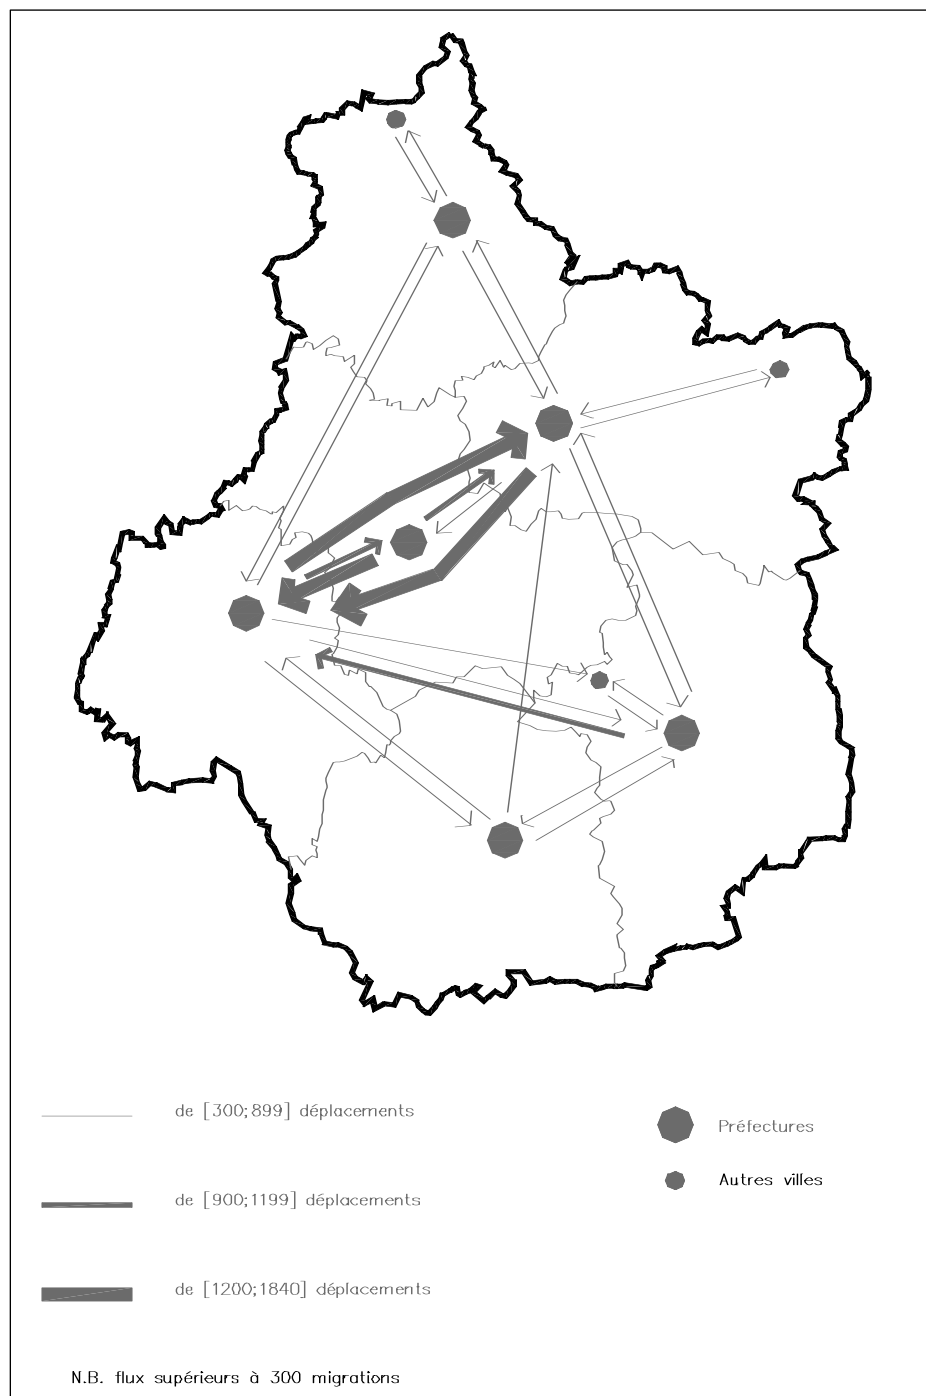 de [300;899] déplacements
Préfectures
Autres villes
de [900;1199] déplacements
de [1200;1840] déplacements
N.B. flux supérieurs à 300 migrations